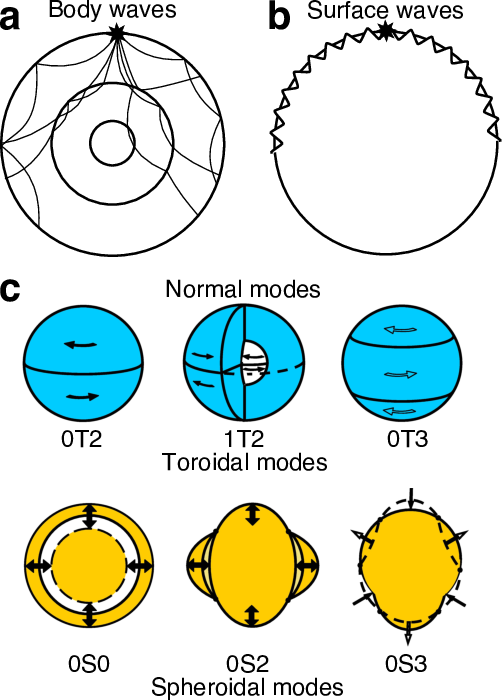 a Body waves
b Surface waves
c
Normal modes
0T2 1T2 0T3
Toroidal modes
0S0 0S2 0S3
Spheroidal modes